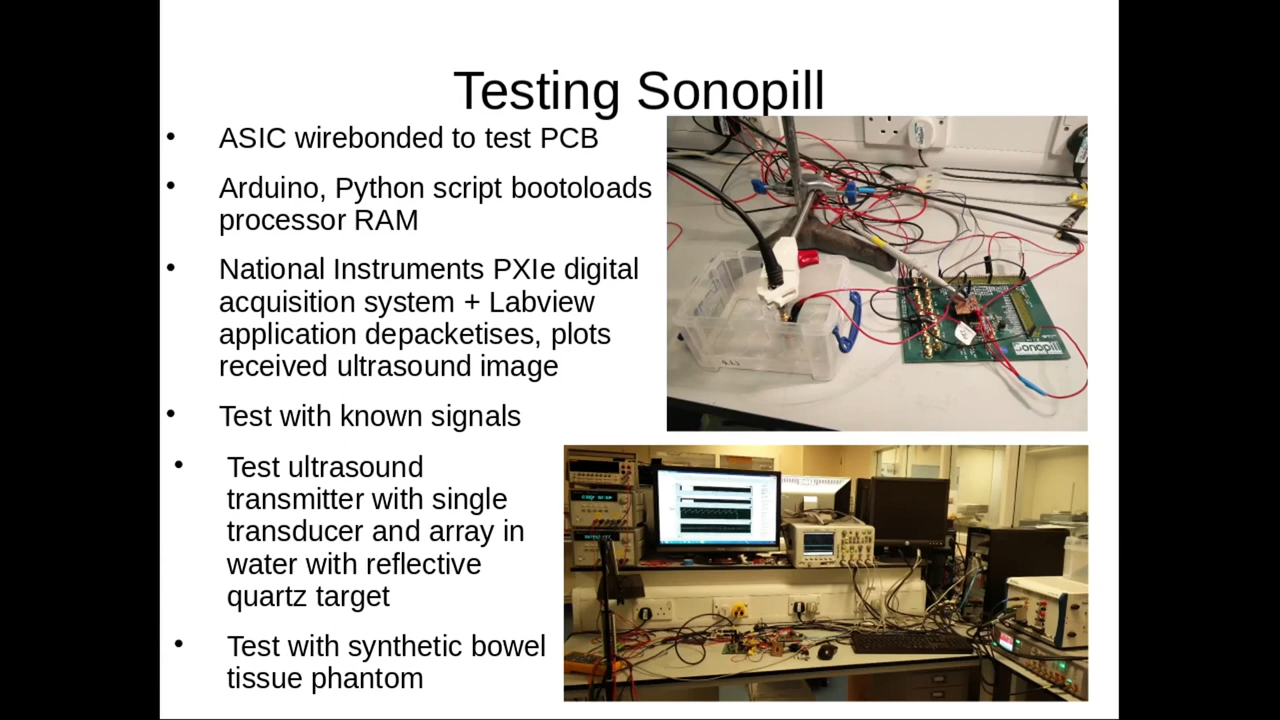 Testing Sonopill
• ASIC wirebonded to test PCB
• Arduino, Python script bootoloads
processor RAM
• National Instruments PXIe digital
acquisition system + Labview
application depacketises, plots
received ultrasound image
• Test with known signals
• Test ultrasound
transmitter with single
transducer and array in
water with reflective
quartz target
• Test with synthetic bowel
tissue phantom
Sonopill